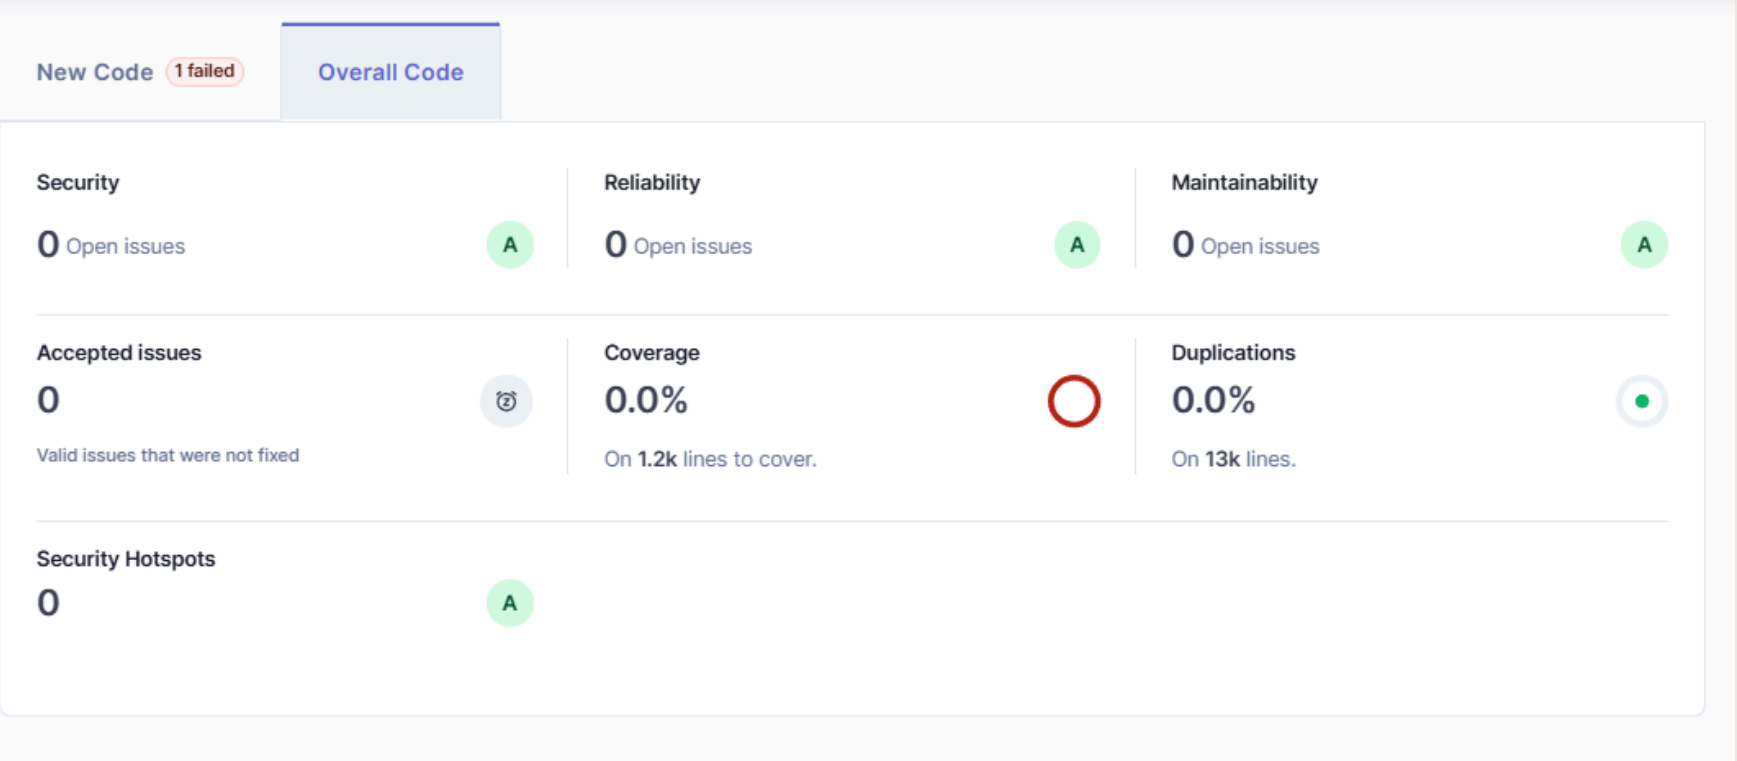 New Code 1 failed Overall Code
Security Reliability Maintainability
0 Open issues A 0 Open issues A 0 Open issues A
Accepted issues Coverage Duplications
0 0.0% 0.0%
Valid issues that were not fixed On 1.2k lines to cover. On 13k lines.
Security Hotspots
0 A